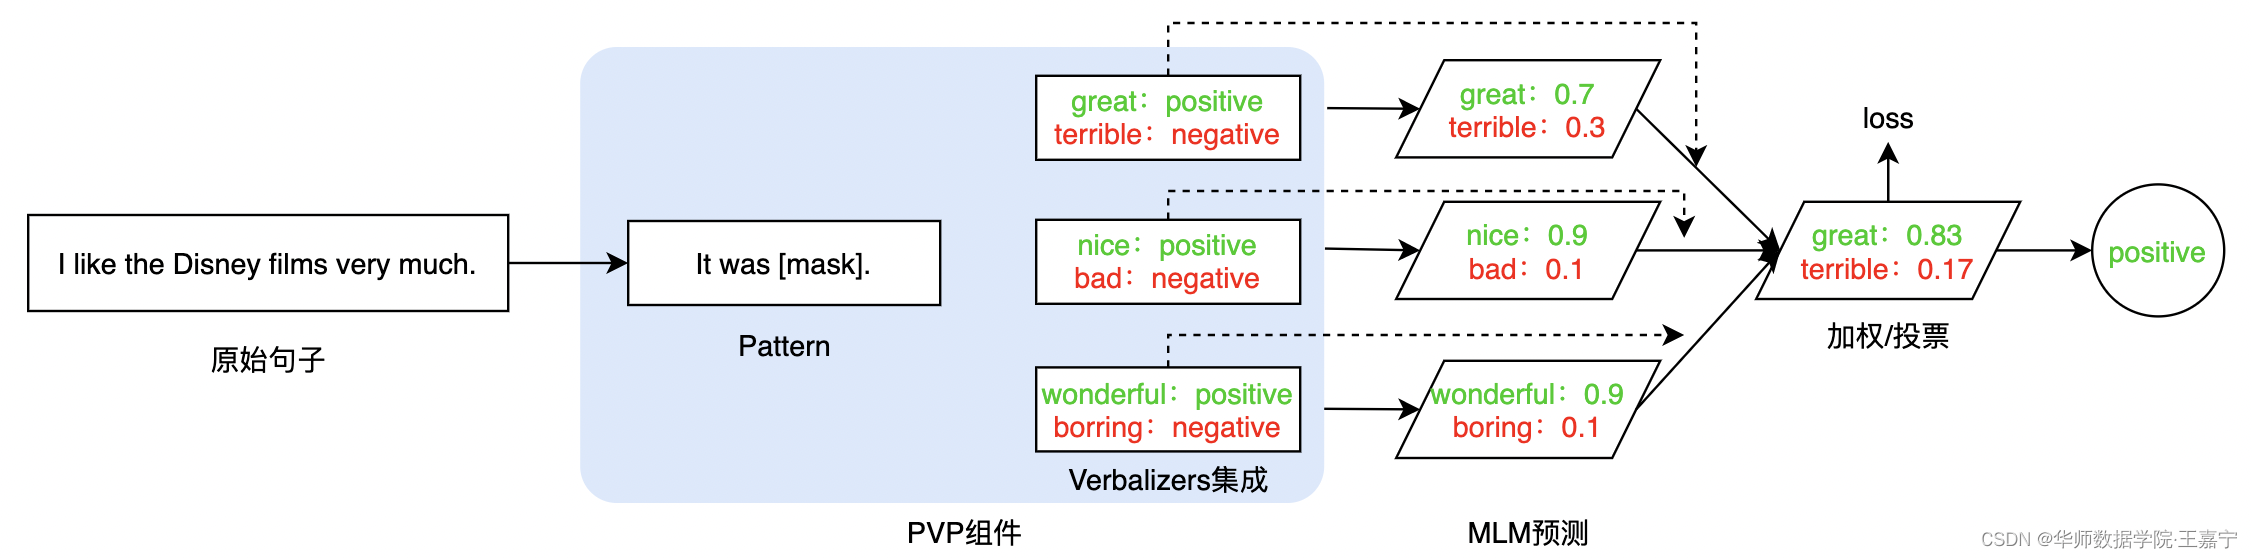 I like the Disney films very much.
原始句子
It was [mask].
Pattern
great：positive
terrible：negative
nice：positive
bad：negative
wonderful：positive
borring：negative
Verbalizers集成
PVP组件
great：0.7
terrible：0.3
nice：0.9
bad：0.1
wonderful：0.9
boring：0.1
MLM预测
loss
great：0.83
terrible：0.17
加权/投票
positive
CSDN @华师数据学院·王嘉宁